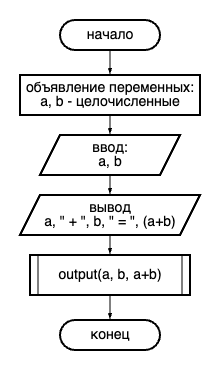 начало
объявление переменных:
a, b - целочисленные
ввод:
a, b
вывод
a, " + ", b, " = ", (a+b)
output(a, b, a+b)
конец